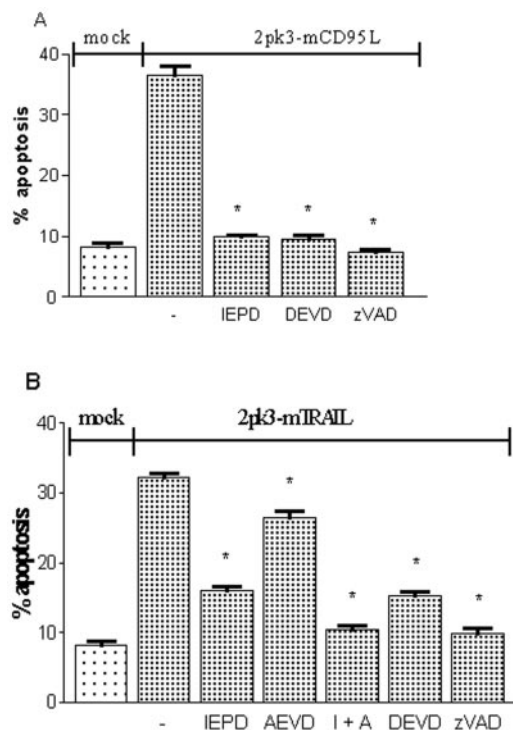 A
mock 2pk3-mCD95L
40
30
20
10
0
% apoptosis
* * *
- IEPD DEVD zVAD
B
mock 2pk3-mTRAIL
40
30
20
10
0
% apoptosis
* * * * *
- IEPD AEVD I + A DEVD zVAD